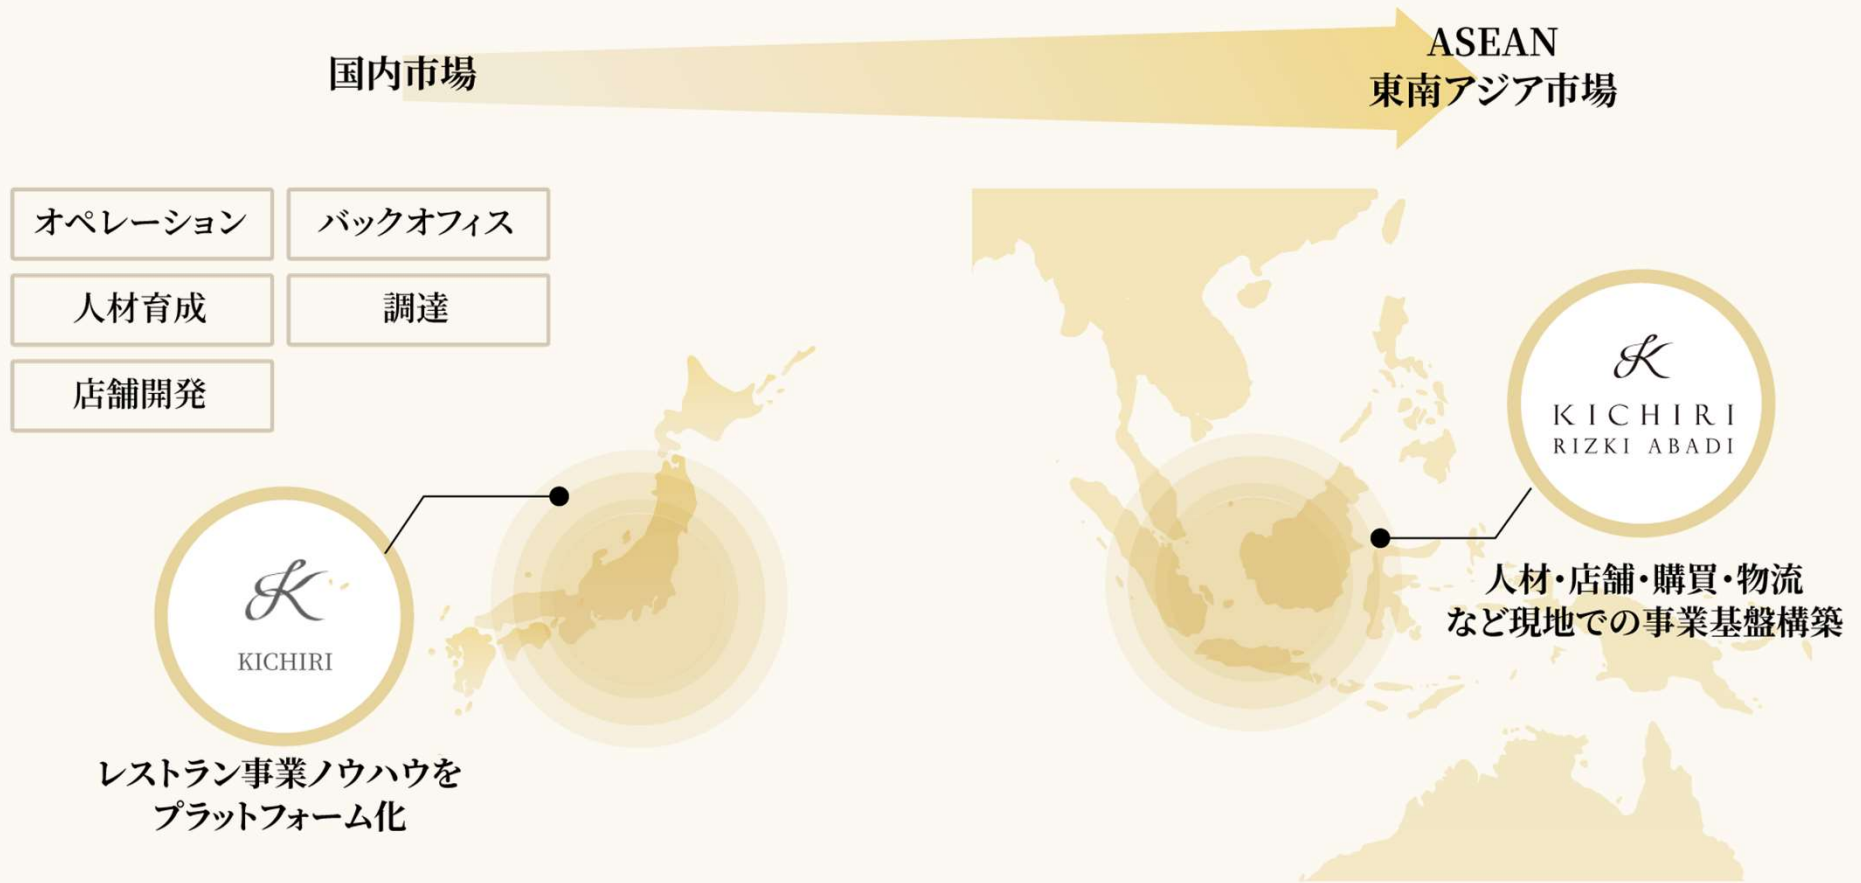 国内市場
ASEAN
東南アジア市場
オペレーション
バックオフィス
人材育成
調達
店舗開発
KICHIRI
レストラン事業ノウハウを
プラットフォーム化
KICHIRI
RIZKI ABADI
人材・店舗・購買・物流
など現地での事業基盤構築